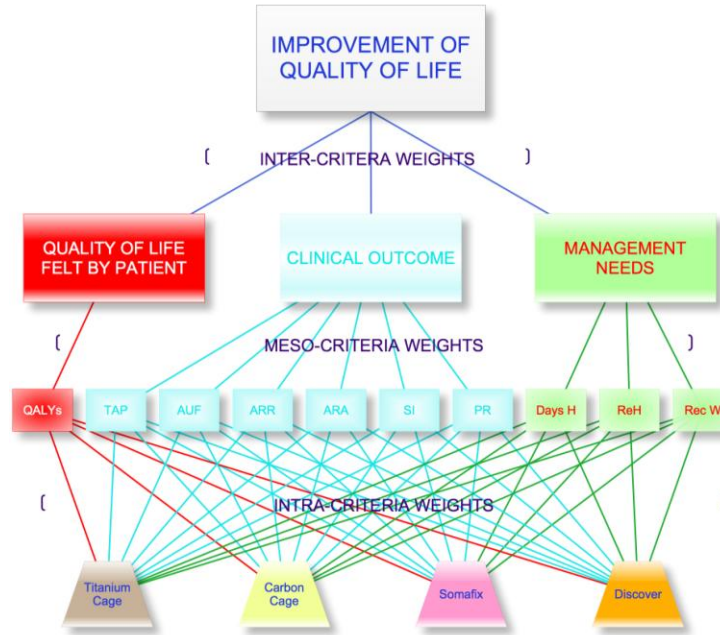 IMPROVEMENT OF
QUALITY OF LIFE
( INTER-CRITERA WEIGHTS )
QUALITY OF LIFE
FELT BY PATIENT
CLINICAL OUTCOME
MANAGEMENT
NEEDS
( MESO-CRITERIA WEIGHTS )
QALYs TAP AUF ARR ARA SI PR Days H ReH Rec W
( INTRA-CRITERIA WEIGHTS
Titanium
Cage
Carbon
Cage
Somafix
Discover